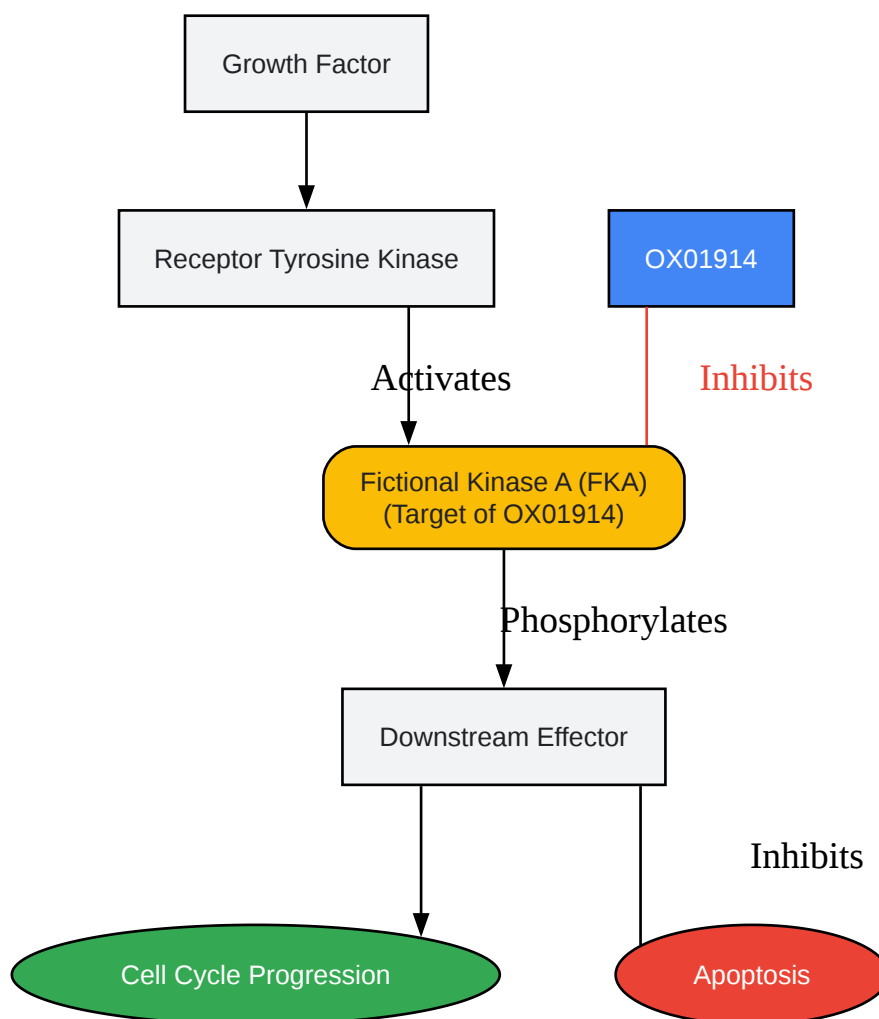 Growth Factor
Receptor Tyrosine Kinase
OX01914
Activates
Inhibits
Fictional Kinase A (FKA)
(Target of OX01914)
Phosphorylates
Downstream Effector
Inhibits
Cell Cycle Progression
Apoptosis